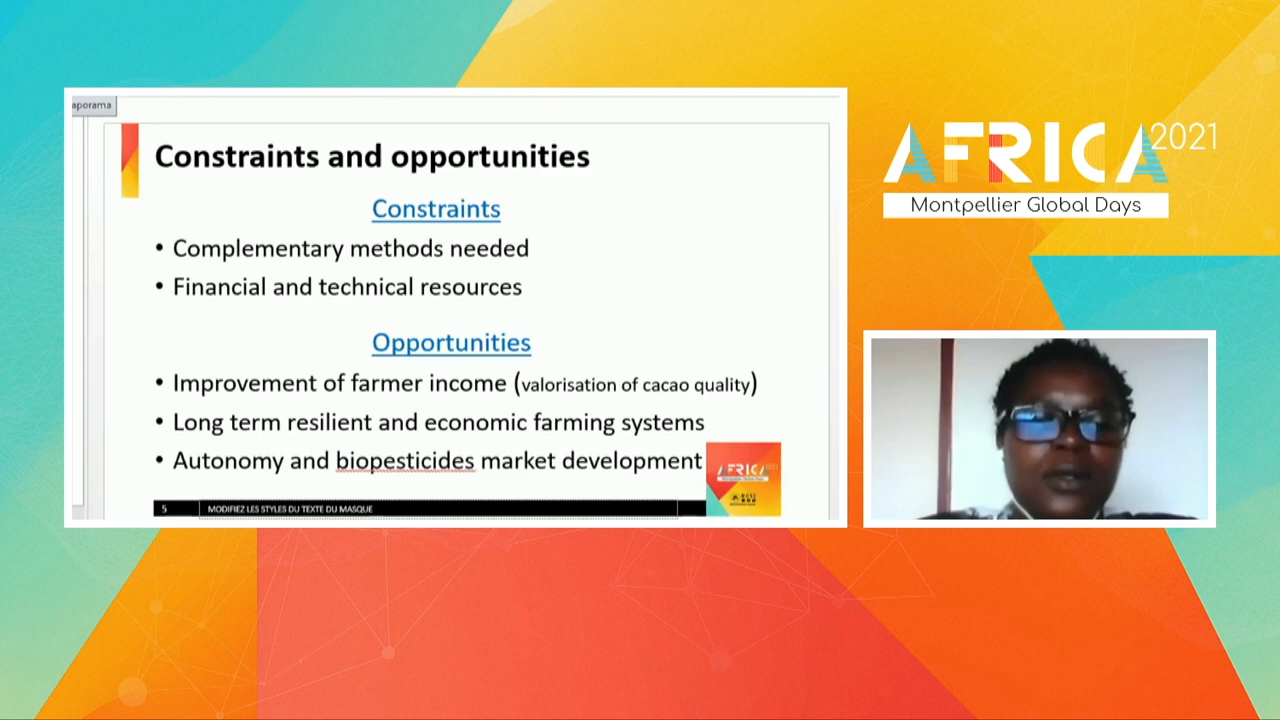 aporama
Constraints and opportunities
Constraints
• Complementary methods needed
• Financial and technical resources
Opportunities
• Improvement of farmer income (valorisation of cacao quality)
• Long term resilient and economic farming systems
• Autonomy and biopesticides market development
5 MODIFIEZ LES STYLES DU TEXTE DU MASQUE
AFRICA
AFRICA 2021
Montpellier Global Days